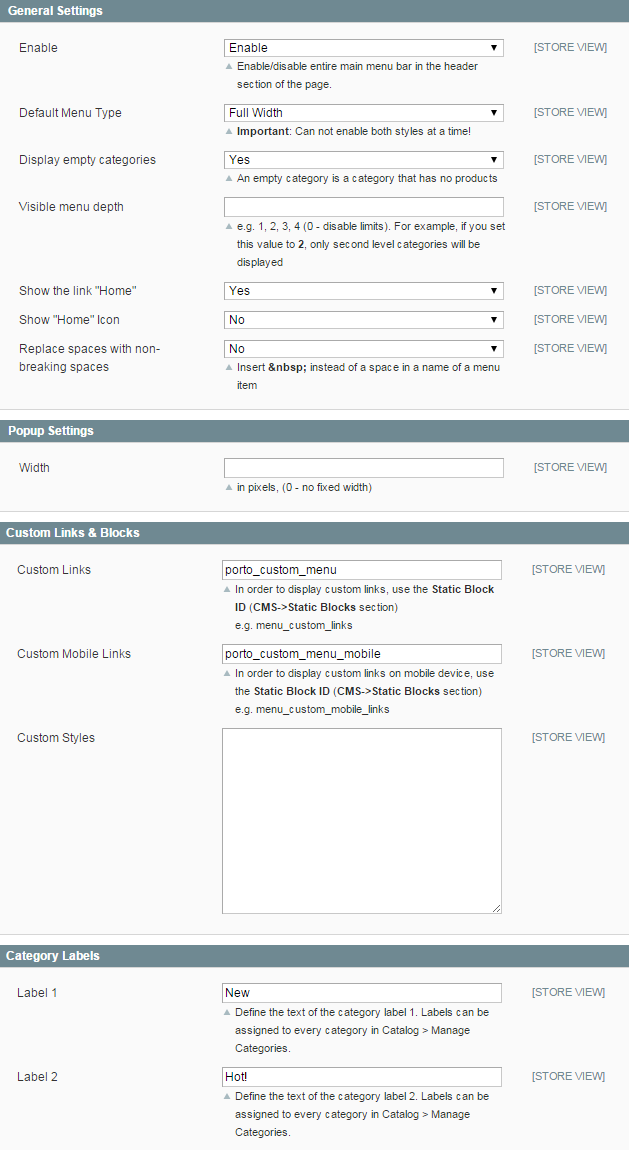 General Settings
Enable
Enable
[STORE VIEW]
Enable/disable entire main menu bar in the header
section of the page.
Default Menu Type
Full Width
[STORE VIEW]
Important: Can not enable both styles at a time!
Display empty categories
Yes
[STORE VIEW]
An empty category is a category that has no products
Visible menu depth
[STORE VIEW]
e.g. 1, 2, 3, 4 (0 - disable limits). For example, if you set
this value to 2, only second level categories will be
displayed
Show the link "Home"
Yes
[STORE VIEW]
Show "Home" Icon
No
[STORE VIEW]
Replace spaces with non-
breaking spaces
No
[STORE VIEW]
Insert &nbsp; instead of a space in a name of a menu
item
Popup Settings
Width
[STORE VIEW]
in pixels, (0 - no fixed width)
Custom Links & Blocks
Custom Links
porto_custom_menu
[STORE VIEW]
In order to display custom links, use the Static Block
ID (CMS->Static Blocks section)
e.g. menu_custom_links
Custom Mobile Links
porto_custom_menu_mobile
[STORE VIEW]
In order to display custom links on mobile device, use
the Static Block ID (CMS->Static Blocks section)
e.g. menu_custom_mobile_links
Custom Styles
[STORE VIEW]
Category Labels
Label 1
New
[STORE VIEW]
Define the text of the category label 1. Labels can be
assigned to every category in Catalog > Manage
Categories.
Label 2
Hot!
[STORE VIEW]
Define the text of the category label 2. Labels can be
assigned to every category in Catalog > Manage
Categories.